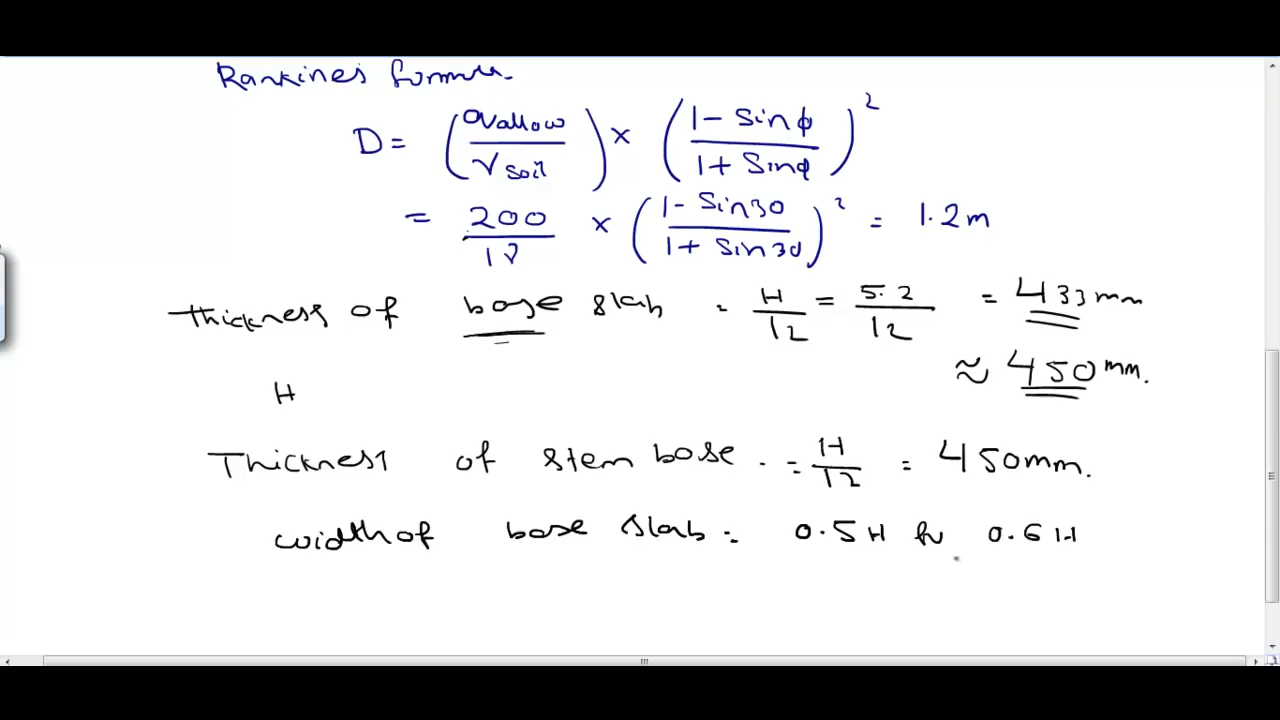 Rankines formula.
D = (qallow / γsoil) × (1 - Sinϕ / 1 + Sinϕ)²
= 200 / 18 × (1 - Sin30 / 1 + Sin30)² = 1.2m
Thickness of base slab = H / 12 = 5.2 / 12 = 433mm
≈ 450mm.
H
Thickness of stem base. = H / 12 = 450mm.
width of base slab = 0.5H to 0.6H